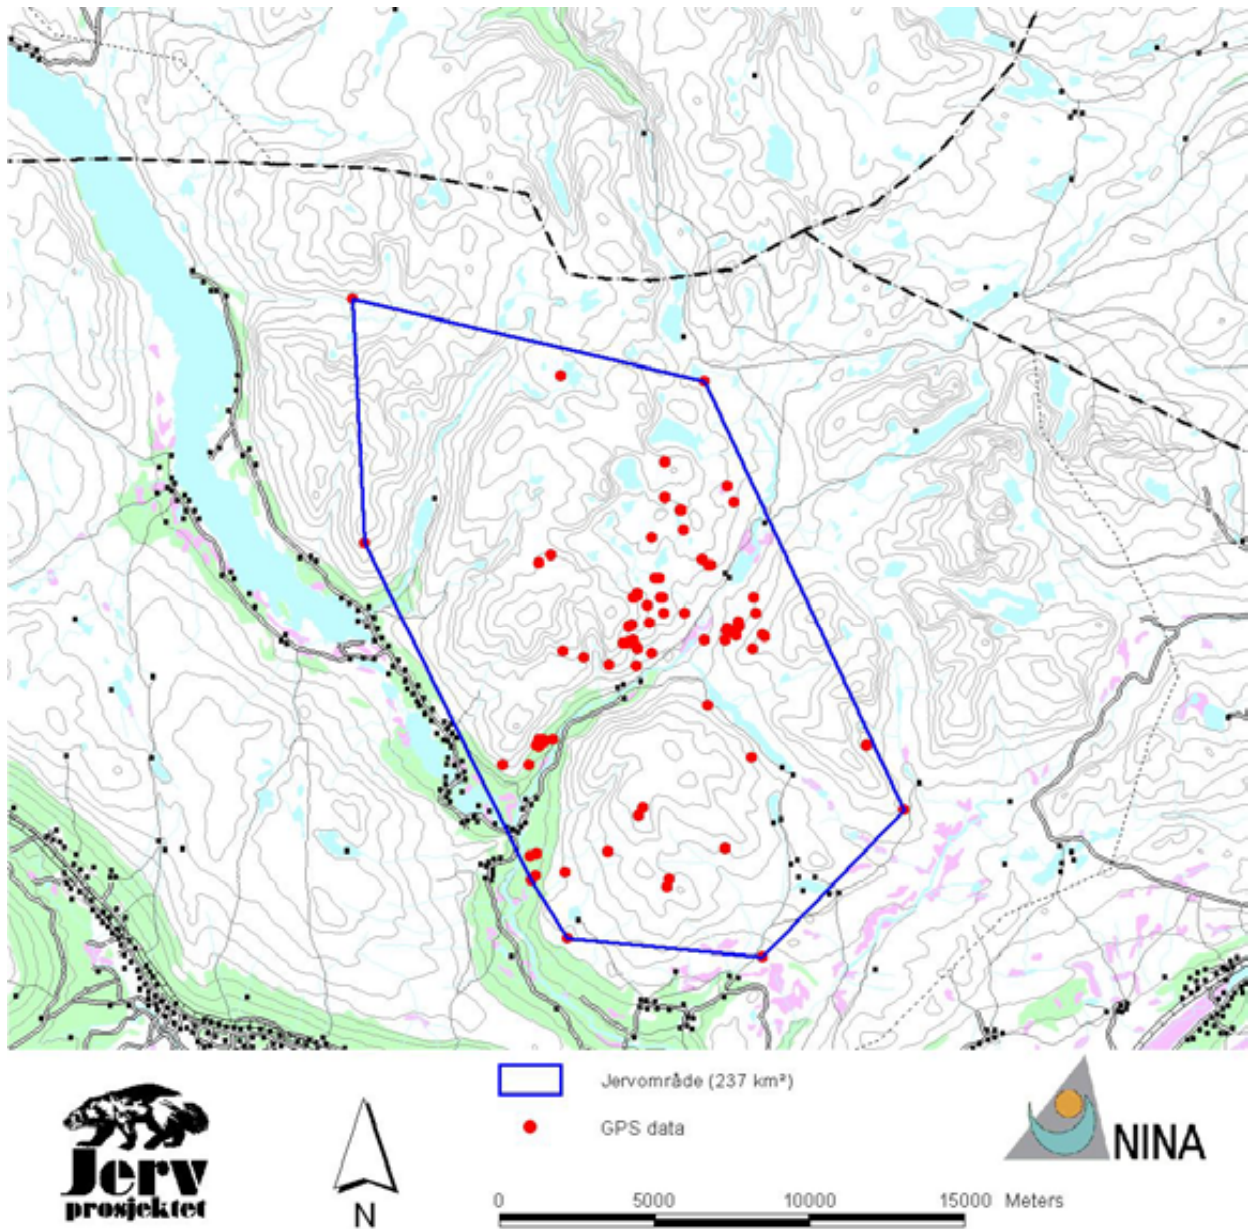 Jervområde (237 km²)
GPS data
NINA
Jerv
prosjektet
N
0 5000 10000 15000 Meters